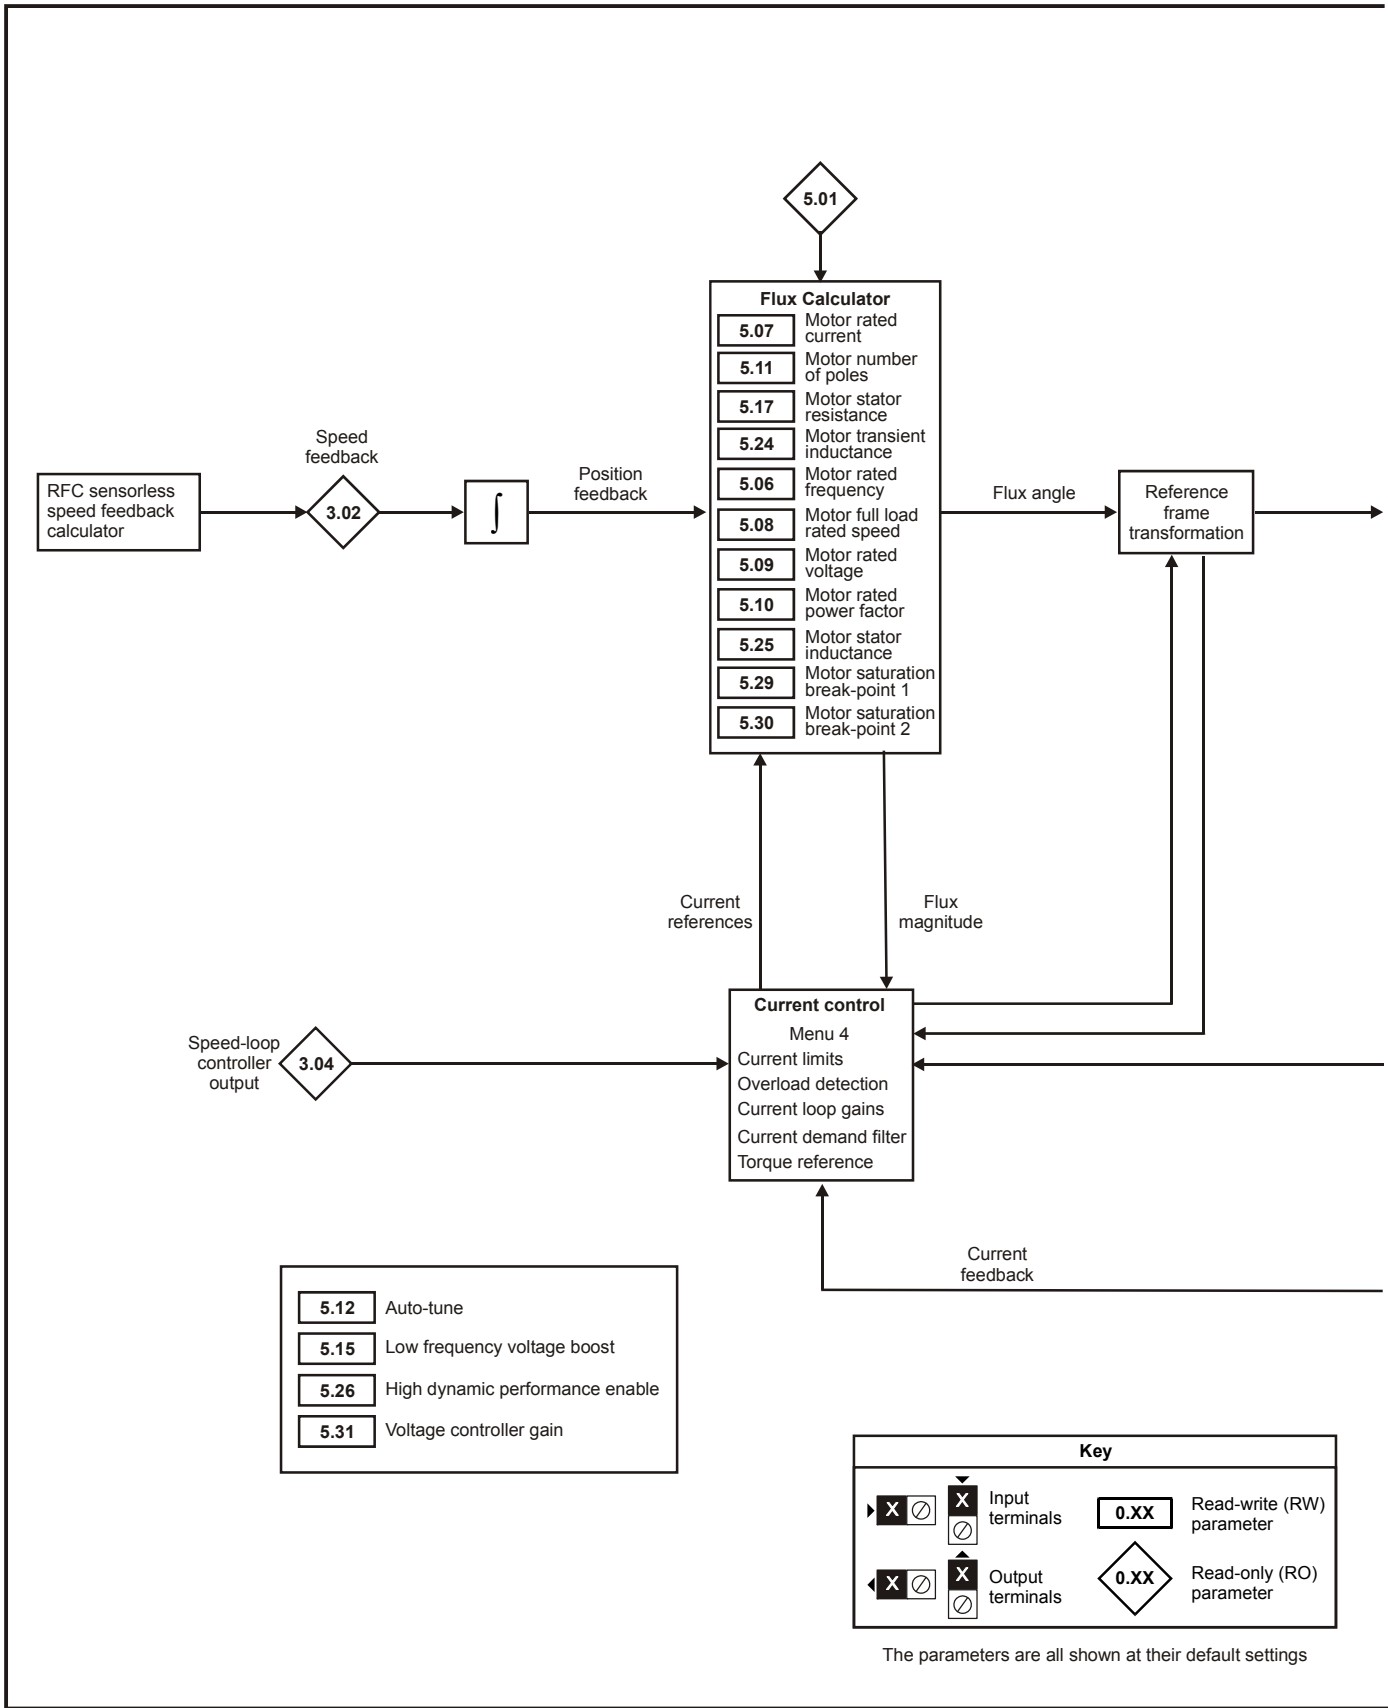 5.01
Flux Calculator
5.07 Motor rated
current
5.11 Motor number
of poles
5.17 Motor stator
resistance
5.24 Motor transient
inductance
5.06 Motor rated
frequency
5.08 Motor full load
rated speed
5.09 Motor rated
voltage
5.10 Motor rated
power factor
5.25 Motor stator
inductance
5.29 Motor saturation
break-point 1
5.30 Motor saturation
break-point 2
RFC sensorless
speed feedback
calculator
Speed
feedback
3.02
∫
Position
feedback
Flux angle
Reference
frame
transformation
Current
references
Flux
magnitude
Speed-loop
controller
output
3.04
Current control
Menu 4
Current limits
Overload detection
Current loop gains
Current demand filter
Torque reference
Current
feedback
5.12 Auto-tune
5.15 Low frequency voltage boost
5.26 High dynamic performance enable
5.31 Voltage controller gain
Key
X X Input
terminals
0.XX Read-write (RW)
parameter
X X Output
terminals
0.XX Read-only (RO)
parameter
The parameters are all shown at their default settings